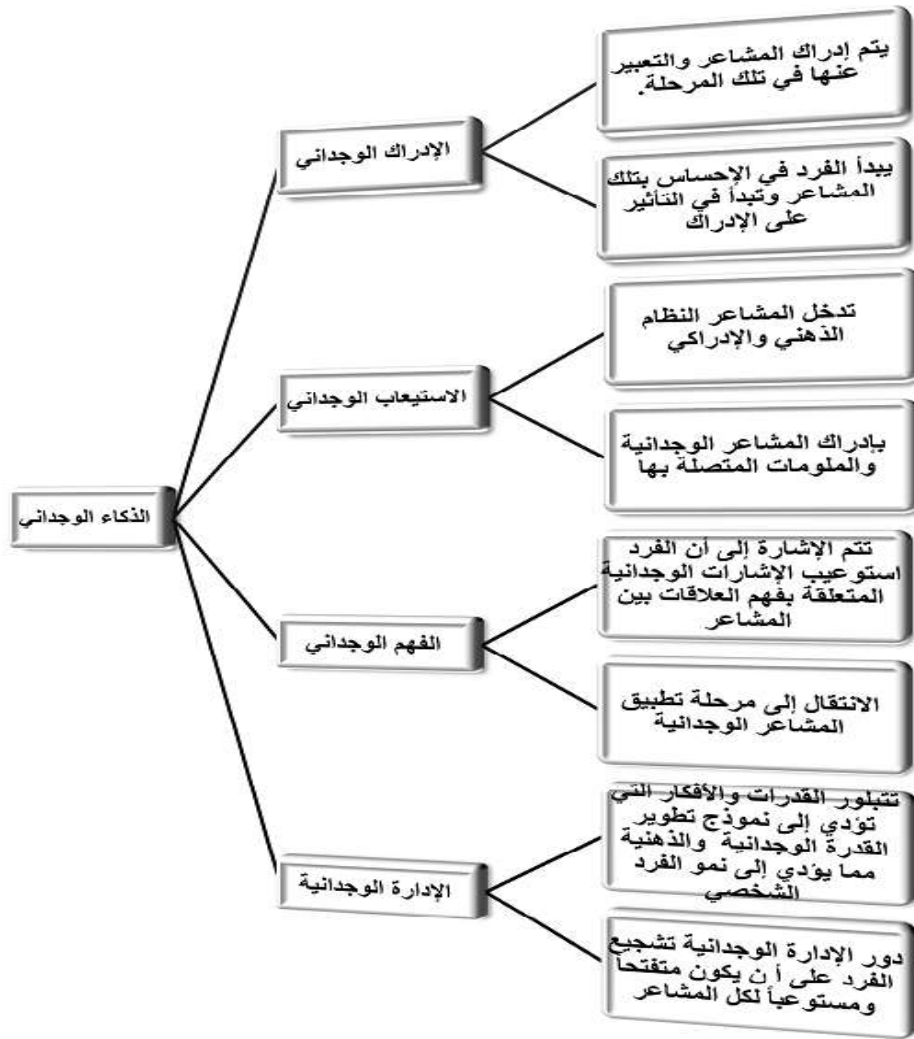 يتم إدراك المشاعر والتعبير
عنها في تلك المرحلة.
الإدراك الوجداني
يبدأ الفرد في الإحساس بتلك
المشاعر وتبدأ في التأثير
على الإدراك
تدخل المشاعر النظام
الذهني والإدراكي
الاستيعاب الوجداني
بإدراك المشاعر الوجدانية
والملومات المتصلة بها
الذكاء الوجداني
تتم الإشارة إلى أن الفرد
استوعيب الإشارات الوجدانية
المتعلقة بفهم العلاقات بين
المشاعر
الفهم الوجداني
الانتقال إلى مرحلة تطبيق
المشاعر الوجدانية
تتبلور القدرات والأفكار التي
تؤدي إلى نموذج تطوير
القدرة الوجدانية والذهنية
مما يؤدي إلى نمو الفرد
الشخصي
الإدارة الوجدانية
دور الإدارة الوجدانية تشجيع
الفرد على أ ن يكون متفتحاً
ومستوعباً لكل المشاعر